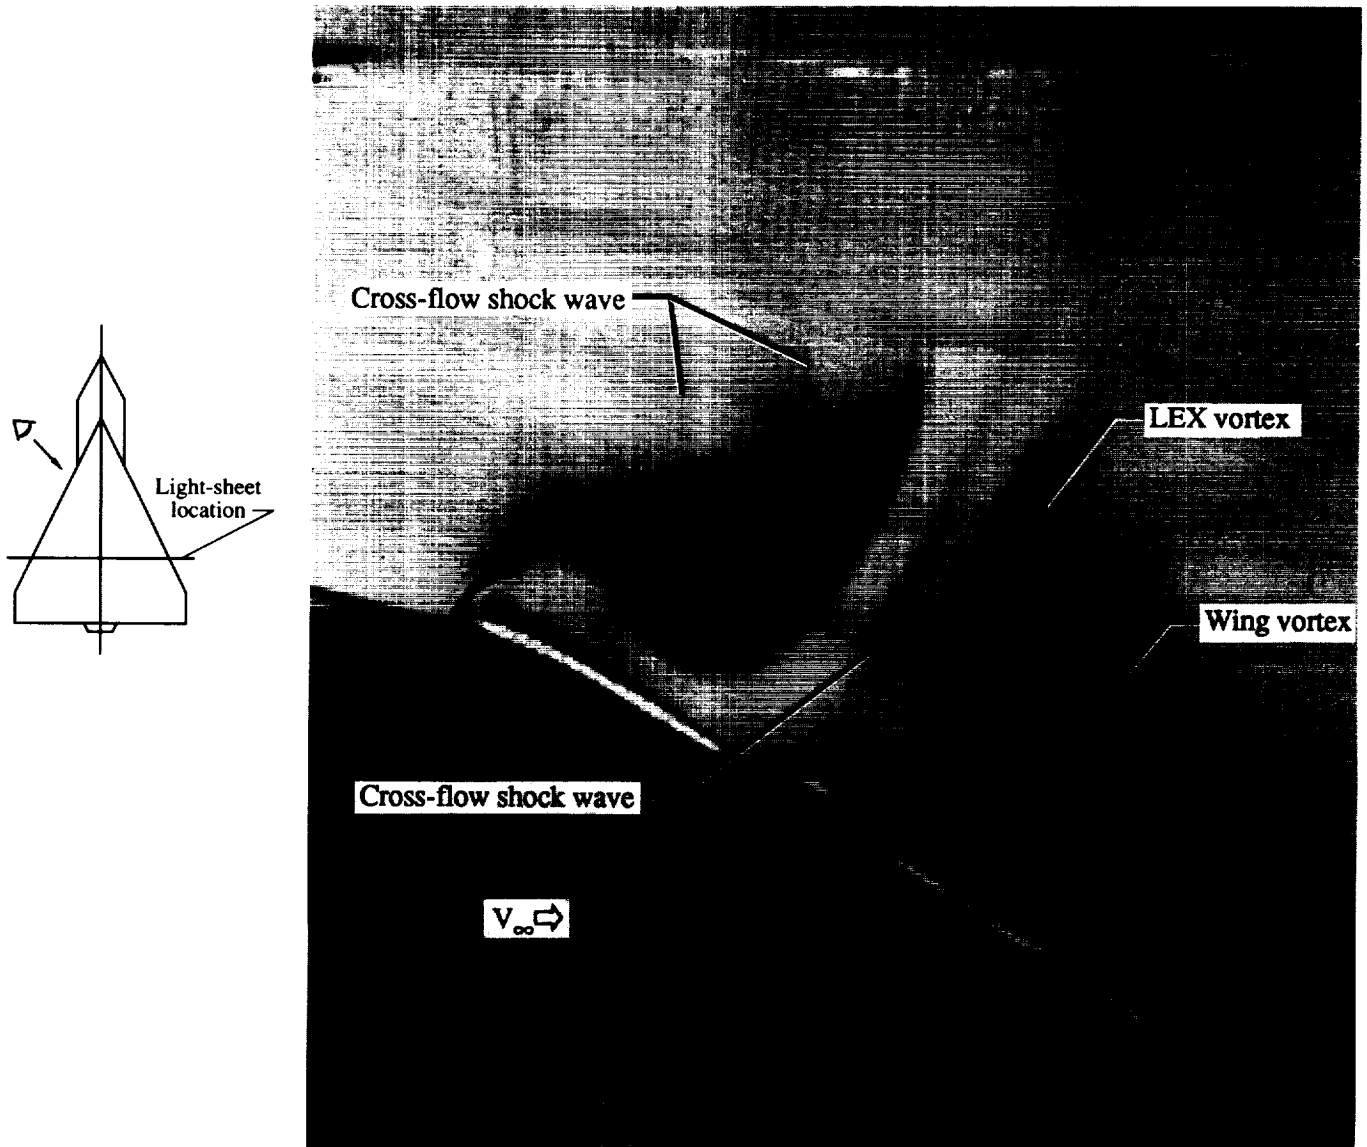 Cross-flow shock wave
LEX vortex
Light-sheet
location
Wing vortex
Cross-flow shock wave
V∞